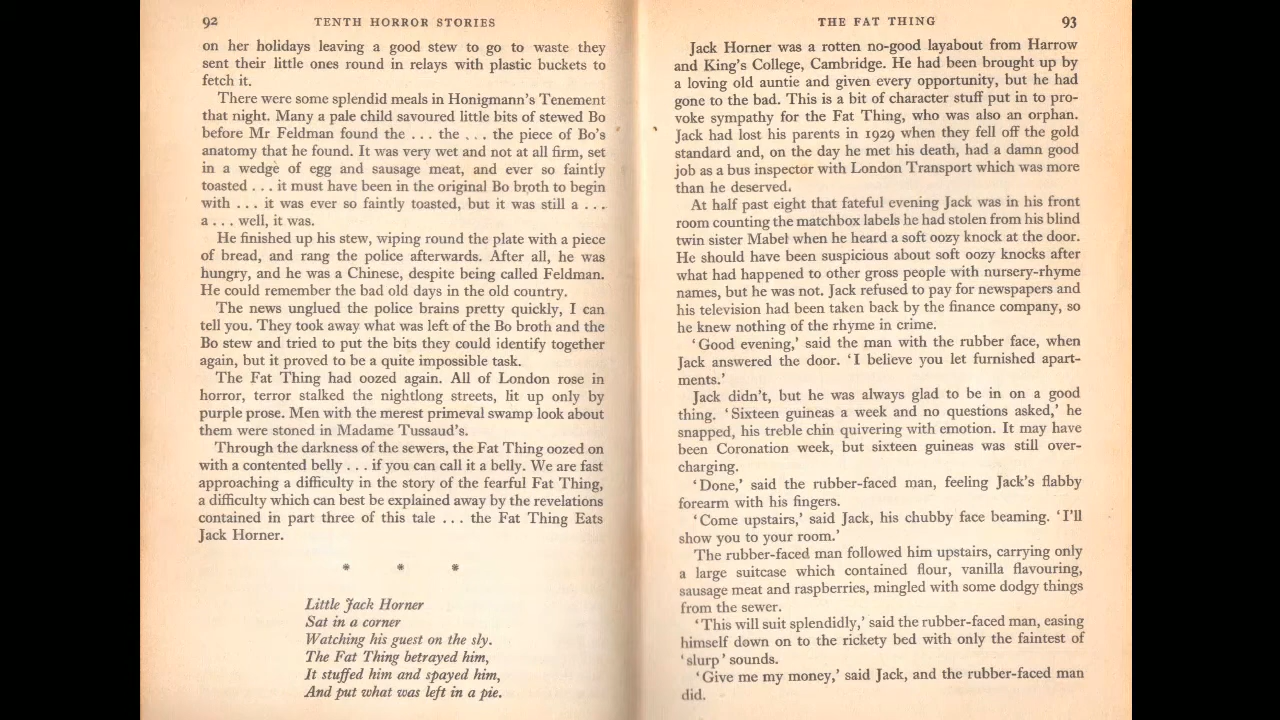 92 TENTH HORROR STORIES
on her holidays leaving a good stew to go to waste they
sent their little ones round in relays with plastic buckets to
fetch it.
There were some splendid meals in Honigmann's Tenement
that night. Many a pale child savoured little bits of stewed Bo
before Mr Feldman found the ... the ... the piece of Bo's
anatomy that he found. It was very wet and not at all firm, set
in a wedge of egg and sausage meat, and ever so faintly
toasted ... it must have been in the original Bo broth to begin
with ... it was ever so faintly toasted, but it was still a ...
a ... well, it was.
He finished up his stew, wiping round the plate with a piece
of bread, and rang the police afterwards. After all, he was
hungry, and he was a Chinese, despite being called Feldman.
He could remember the bad old days in the old country.
The news unglued the police brains pretty quickly, I can
tell you. They took away what was left of the Bo broth and the
Bo stew and tried to put the bits they could identify together
again, but it proved to be a quite impossible task.
The Fat Thing had oozed again. All of London rose in
horror, terror stalked the nightlong streets, lit up only by
purple prose. Men with the merest primeval swamp look about
them were stoned in Madame Tussaud's.
Through the darkness of the sewers, the Fat Thing oozed on
with a contented belly ... if you can call it a belly. We are fast
approaching a difficulty in the story of the fearful Fat Thing,
a difficulty which can best be explained away by the revelations
contained in part three of this tale ... the Fat Thing Eats
Jack Horner.
* * *
Little Jack Horner
Sat in a corner
Watching his guest on the sly.
The Fat Thing betrayed him,
It stuffed him and spayed him,
And put what was left in a pie.
THE FAT THING 93
Jack Horner was a rotten no-good layabout from Harrow
and King's College, Cambridge. He had been brought up by
a loving old auntie and given every opportunity, but he had
gone to the bad. This is a bit of character stuff put in to pro-
voke sympathy for the Fat Thing, who was also an orphan.
Jack had lost his parents in 1929 when they fell off the gold
standard and, on the day he met his death, had a damn good
job as a bus inspector with London Transport which was more
than he deserved.
At half past eight that fateful evening Jack was in his front
room counting the matchbox labels he had stolen from his blind
twin sister Mabel when he heard a soft oozy knock at the door.
He should have been suspicious about soft oozy knocks after
what had happened to other gross people with nursery-rhyme
names, but he was not. Jack refused to pay for newspapers and
his television had been taken back by the finance company, so
he knew nothing of the rhyme in crime.
'Good evening,' said the man with the rubber face, when
Jack answered the door. 'I believe you let furnished apart-
ments.'
Jack didn't, but he was always glad to be in on a good
thing. 'Sixteen guineas a week and no questions asked,' he
snapped, his treble chin quivering with emotion. It may have
been Coronation week, but sixteen guineas was still over-
charging.
'Done,' said the rubber-faced man, feeling Jack's flabby
forearm with his fingers.
'Come upstairs,' said Jack, his chubby face beaming. 'I'll
show you to your room.'
The rubber-faced man followed him upstairs, carrying only
a large suitcase which contained flour, vanilla flavouring,
sausage meat and raspberries, mingled with some dodgy things
from the sewer.
'This will suit splendidly,' said the rubber-faced man, easing
himself down on to the rickety bed with only the faintest of
'slurp' sounds.
'Give me my money,' said Jack, and the rubber-faced man
did.